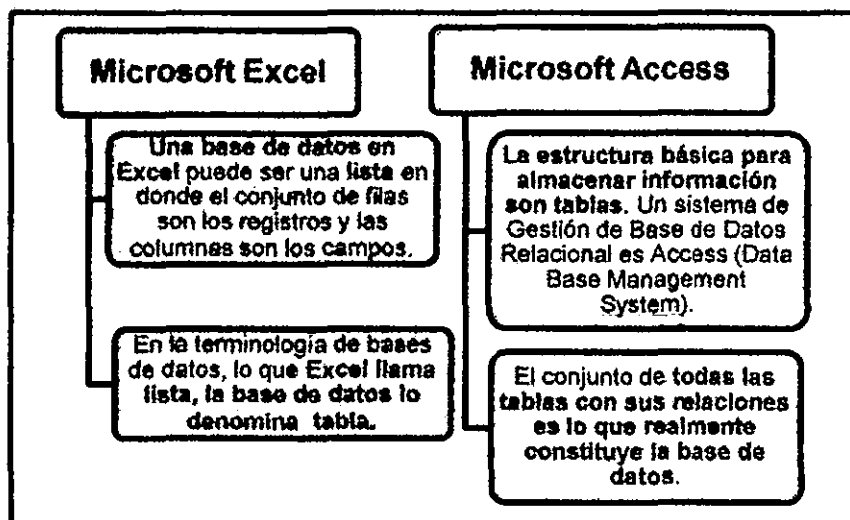 Microsoft Excel
Una base de datos en
Excel puede ser una lista en
donde el conjunto de filas
son los registros y las
columnas son los campos.
En la terminología de bases
de datos, lo que Excel llama
lista, la base de datos lo
denomina tabla.
Microsoft Access
La estructura básica para
almacenar información
son tablas. Un sistema de
Gestión de Base de Datos
Relacional es Access (Data
Base Management
System).
El conjunto de todas las
tablas con sus relaciones
es lo que realmente
constituye la base de
datos.